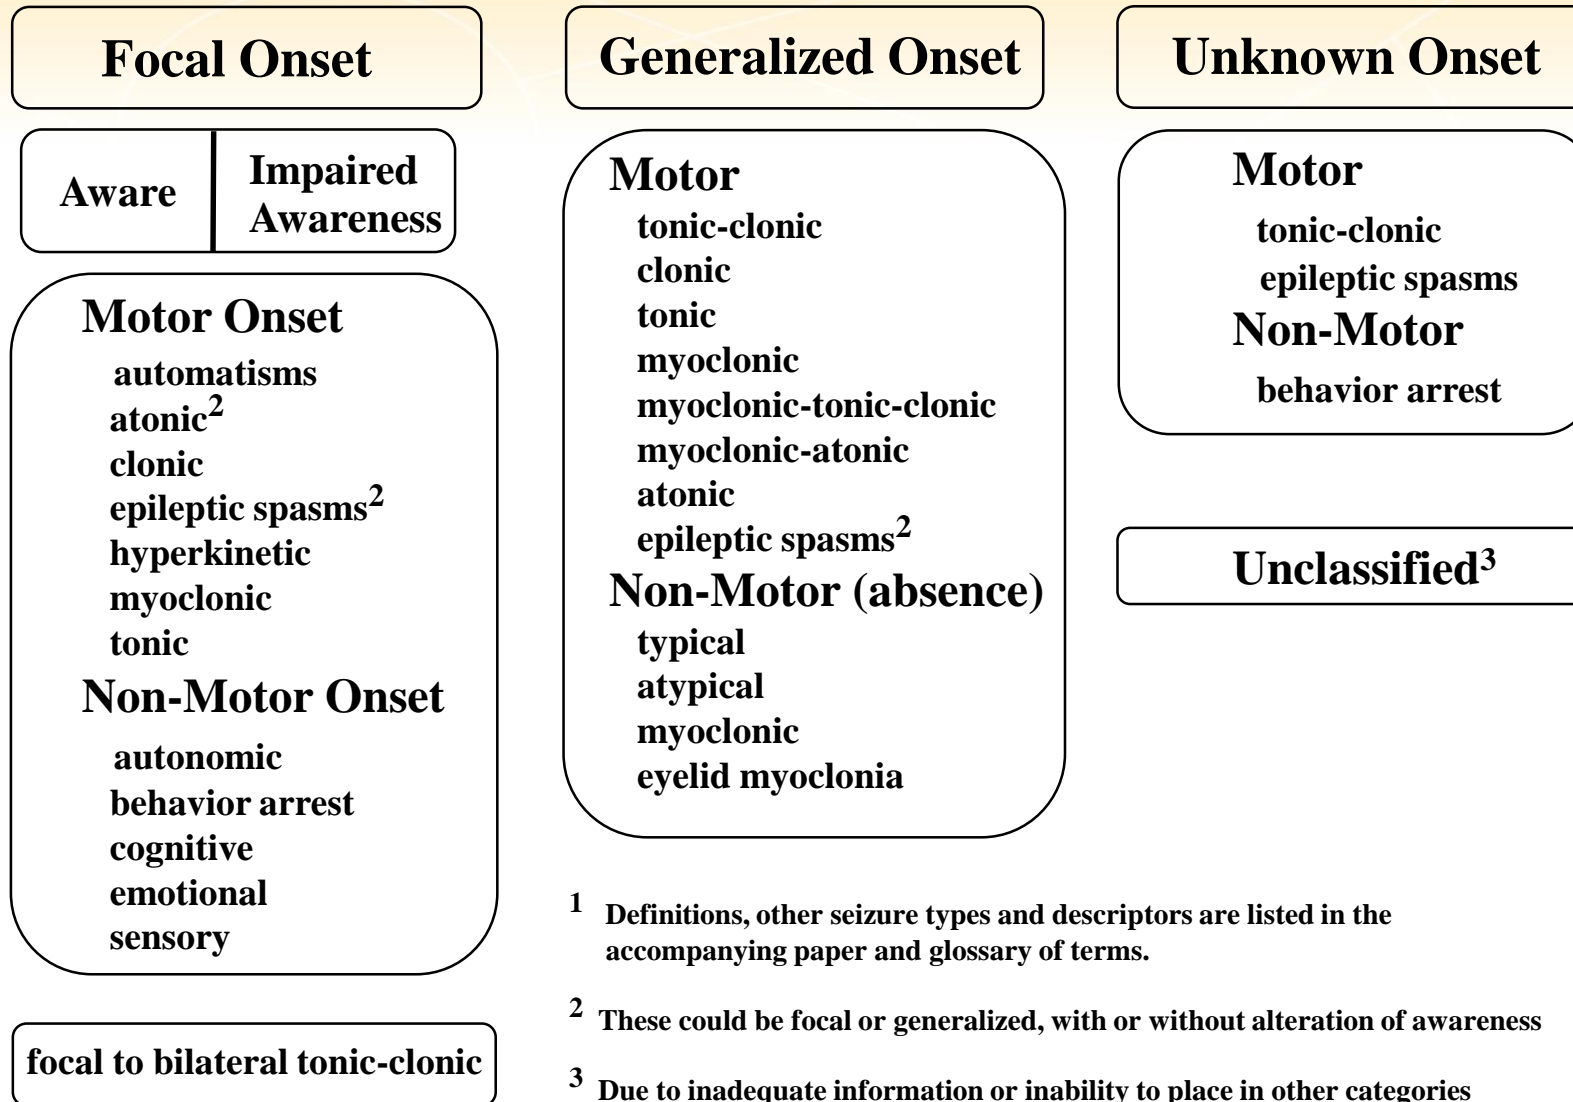 Focal Onset
Aware
Impaired
Awareness
Motor Onset
automatisms
atonic2
clonic
epileptic spasms2
hyperkinetic
myoclonic
tonic
Non-Motor Onset
autonomic
behavior arrest
cognitive
emotional
sensory
focal to bilateral tonic-clonic
Generalized Onset
Motor
tonic-clonic
clonic
tonic
myoclonic
myoclonic-tonic-clonic
myoclonic-atonic
atonic
epileptic spasms2
Non-Motor (absence)
typical
atypical
myoclonic
eyelid myoclonia
Unknown Onset
Motor
tonic-clonic
epileptic spasms
Non-Motor
behavior arrest
Unclassified3
1 Definitions, other seizure types and descriptors are listed in the
accompanying paper and glossary of terms.
2 These could be focal or generalized, with or without alteration of awareness
3 Due to inadequate information or inability to place in other categories